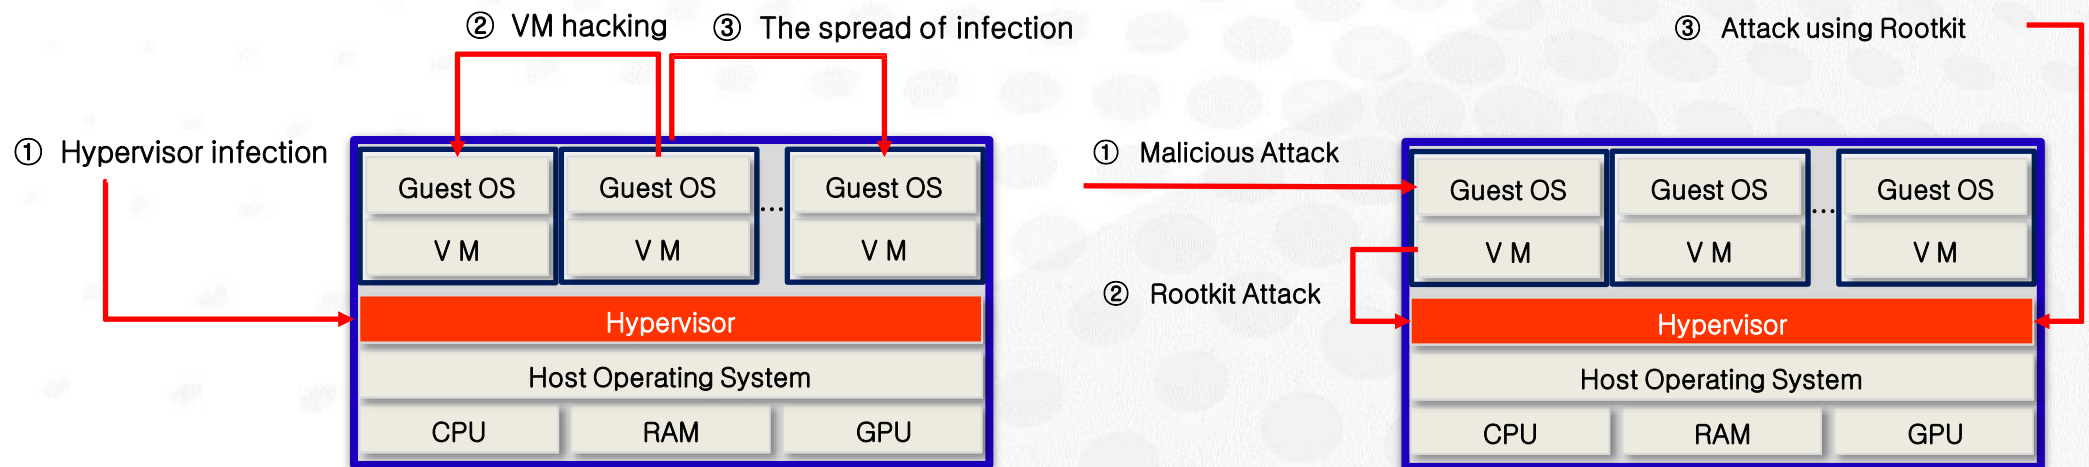 ② VM hacking
③ The spread of infection
① Hypervisor infection
Guest OS
Guest OS
...
Guest OS
V M
V M
V M
Hypervisor
Host Operating System
CPU
RAM
GPU
③ Attack using Rootkit
① Malicious Attack
Guest OS
Guest OS
...
Guest OS
V M
V M
V M
② Rootkit Attack
Hypervisor
Host Operating System
CPU
RAM
GPU